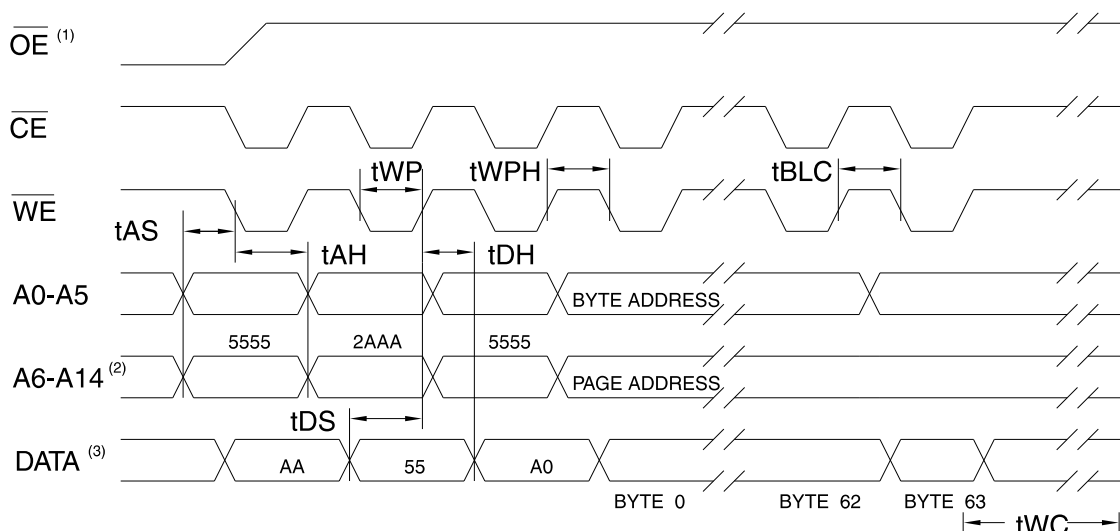 OE (1)
CE
tWP tWPH tBLC
WE
tAS
tAH tDH
A0-A5 BYTE ADDRESS
5555 2AAA 5555
A6-A14 (2) PAGE ADDRESS
tDS
DATA (3) AA 55 A0
BYTE 0 BYTE 62 BYTE 63
tWC